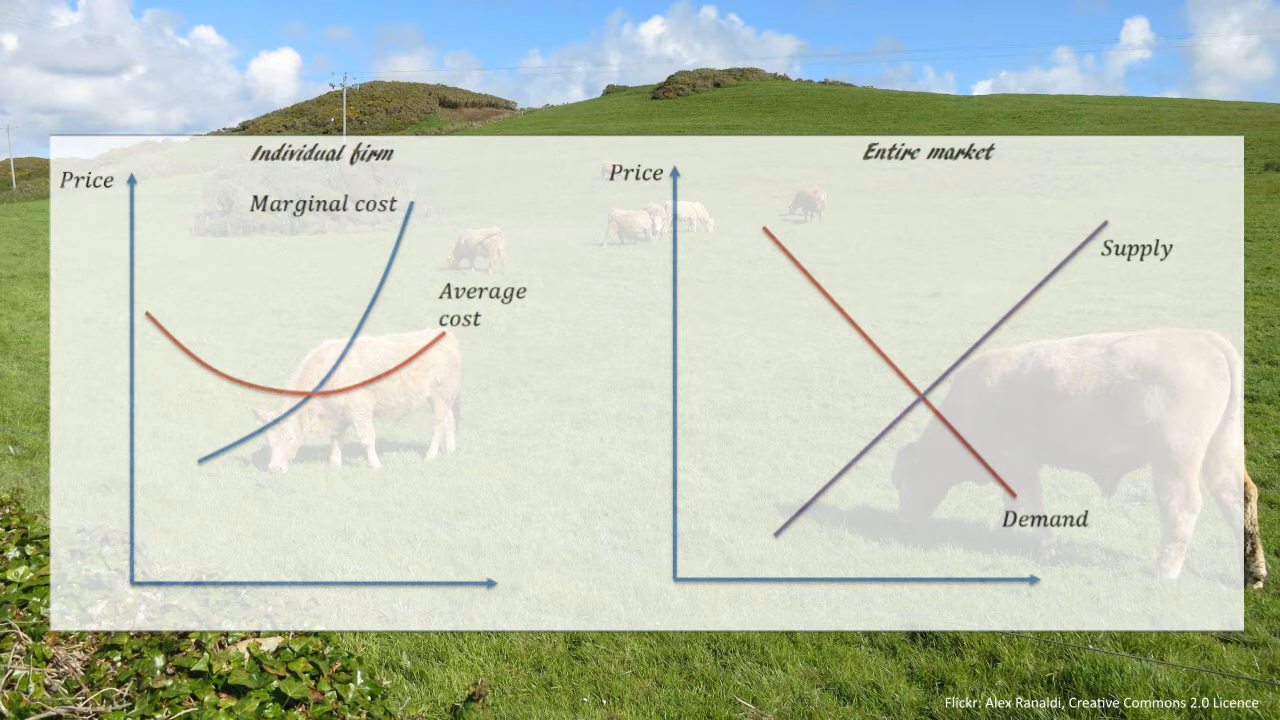 Individual firm
Price
Marginal cost
Average
cost
Entire market
Price
Supply
Demand
Flickr: Alex Ranaldi, Creative Commons 2.0 Licence